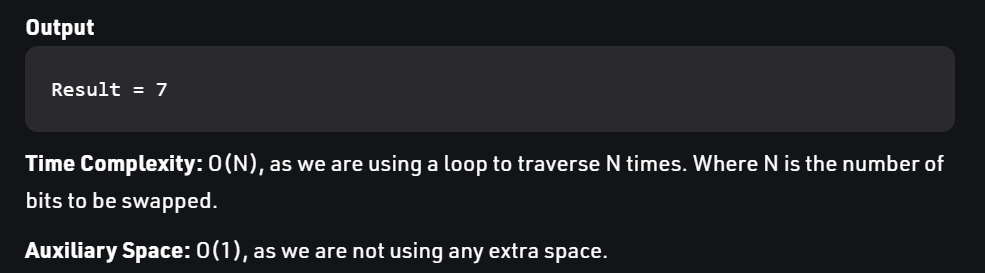 Output
Result = 7
Time Complexity: O(N), as we are using a loop to traverse N times. Where N is the number of
bits to be swapped.
Auxiliary Space: O(1), as we are not using any extra space.